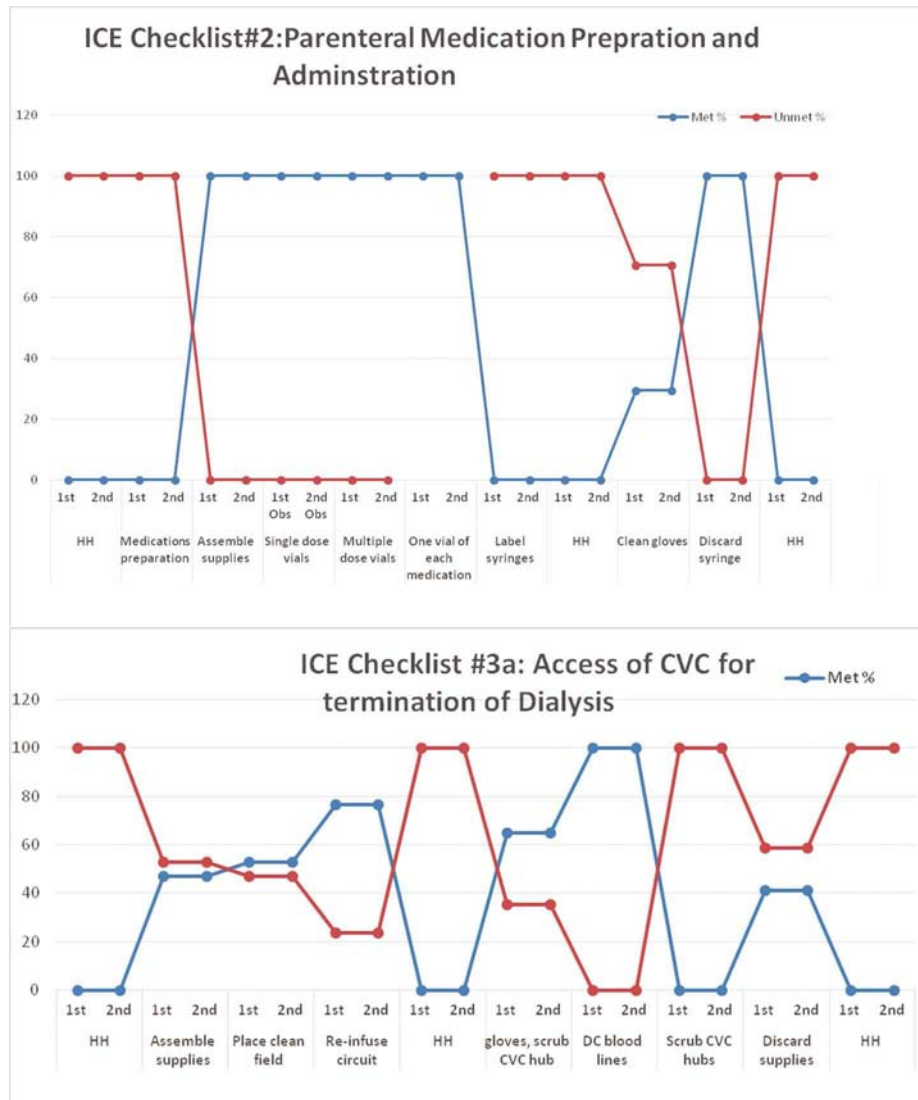 ICE Checklist#2:Parenteral Medication Prepration and
Adminstration
Met % Unmet %
120
100
80
60
40
20
0
1st 2nd 1st 2nd 1st 2nd 1st 2nd 1st 2nd 1st 2nd 1st 2nd 1st 2nd 1st 2nd 1st 2nd 1st 2nd
Obs Obs
HH Medications Assemble Single dose Multiple One vial of Label HH Clean gloves Discard HH
preparation supplies vials dose vials each syringes syringe
medication
ICE Checklist #3a: Access of CVC for
termination of Dialysis
Met %
120
100
80
60
40
20
0
1st 2nd 1st 2nd 1st 2nd 1st 2nd 1st 2nd 1st 2nd 1st 2nd 1st 2nd 1st 2nd 1st 2nd
HH Assemble Place clean Re-infuse HH gloves, scrub DC blood Scrub CVC Discard HH
supplies field circuit CVC hub lines hubs supplies